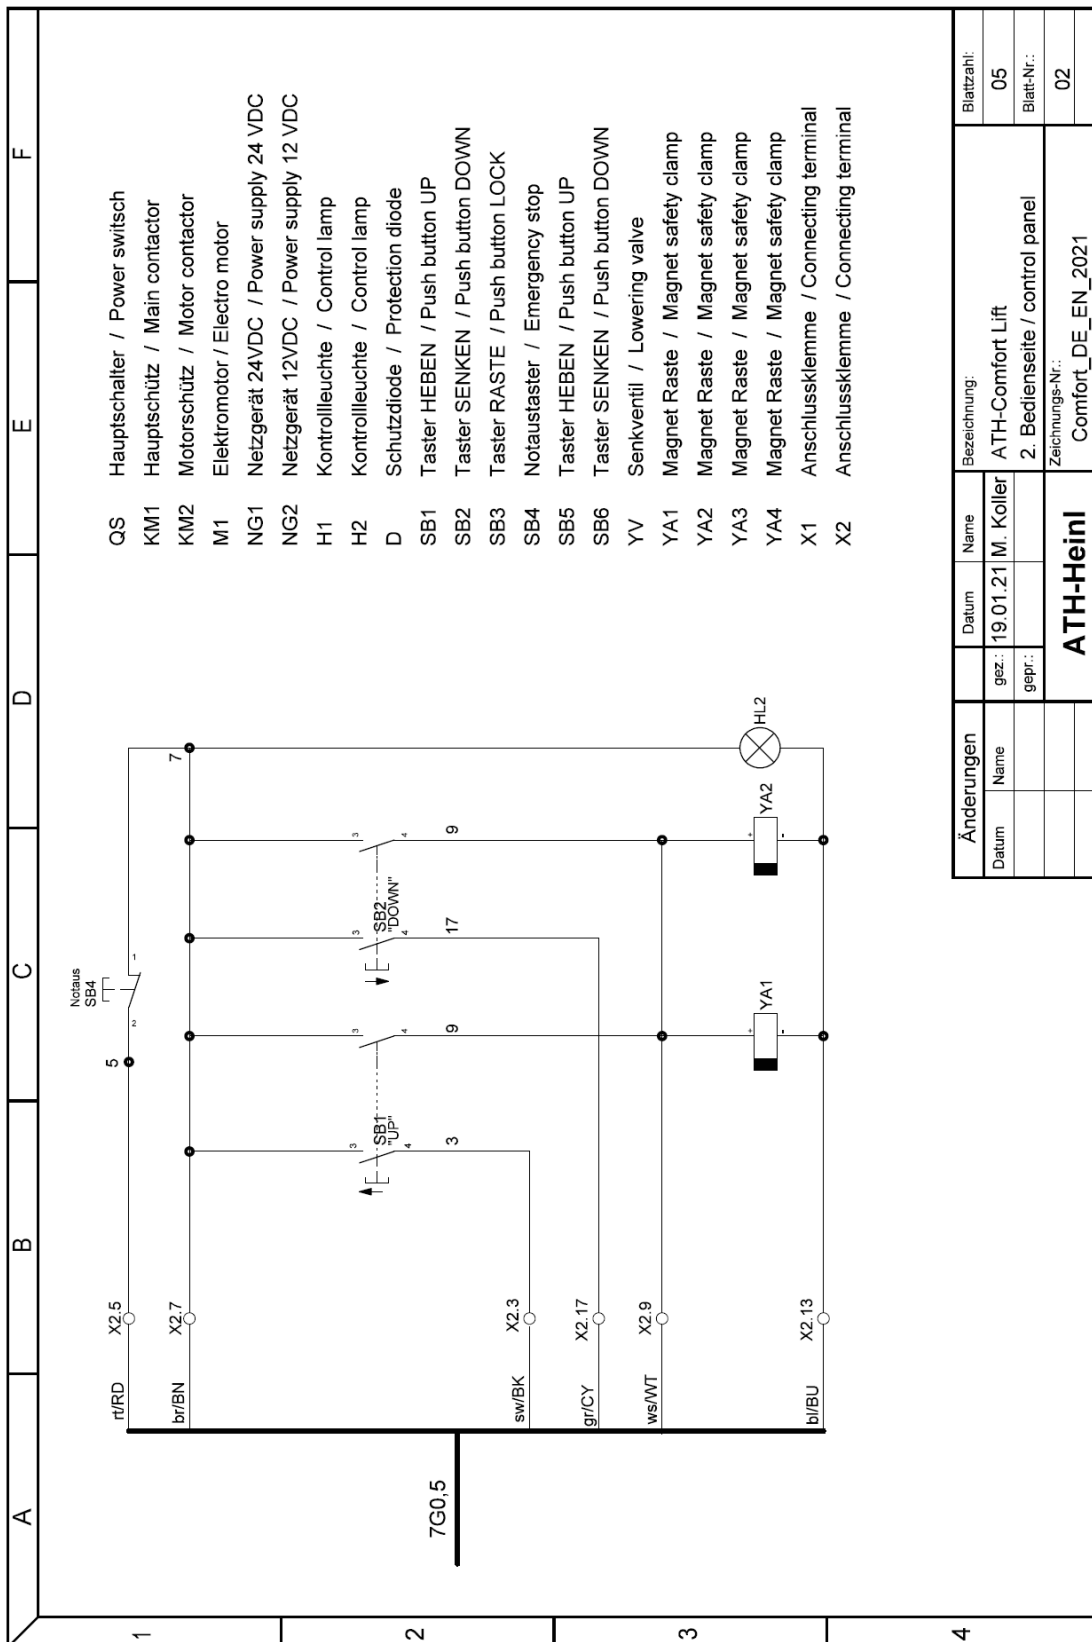 A
B
C
D
E
F
1
2
3
4
7G0,5
rt/RD
br/BN
sw/BK
gr/CY
ws/WT
bl/BU
X2.5
X2.7
X2.3
X2.17
X2.9
X2.13
5
Notaus
SB4
2
1
7
3
3
3
3
SB1
"UP"
SB2
"DOWN"
4
4
4
4
3
9
17
9
+
YA1
-
+
YA2
-
HL2
QS Hauptschalter / Power switsch
KM1 Hauptschütz / Main contactor
KM2 Motorschütz / Motor contactor
M1 Elektromotor / Electro motor
NG1 Netzgerät 24VDC / Power supply 24 VDC
NG2 Netzgerät 12VDC / Power supply 12 VDC
H1 Kontrollleuchte / Control lamp
H2 Kontrollleuchte / Control lamp
D Schutzdiode / Protection diode
SB1 Taster HEBEN / Push button UP
SB2 Taster SENKEN / Push button DOWN
SB3 Taster RASTE / Push button LOCK
SB4 Notaustaster / Emergency stop
SB5 Taster HEBEN / Push button UP
SB6 Taster SENKEN / Push button DOWN
YV Senkventil / Lowering valve
YA1 Magnet Raste / Magnet safety clamp
YA2 Magnet Raste / Magnet safety clamp
YA3 Magnet Raste / Magnet safety clamp
YA4 Magnet Raste / Magnet safety clamp
X1 Anschlussklemme / Connecting terminal
X2 Anschlussklemme / Connecting terminal
Änderungen
Datum Name
Datum Name
gez.: 19.01.21 M. Koller
gepr.:
ATH-Heinl
Bezeichnung:
ATH-Comfort Lift
2. Bedienseite / control panel
Zeichnungs-Nr.:
Comfort_DE_EN_2021
Blattzahl:
05
Blatt-Nr.:
02